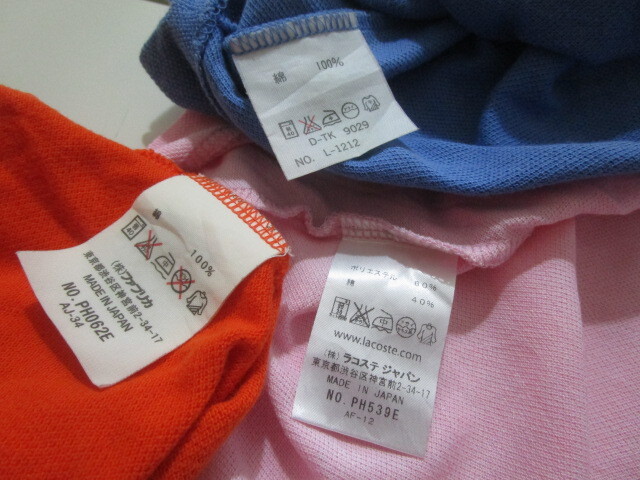 綿 100%
D-TK 9029
NO. L-1212
綿 100%
(株)ファブリカ
東京都渋谷区神宮前2-34-17
MADE IN JAPAN
NO. PH062E
AJ-34
ポリエステル 60%
綿 40%
www.lacoste.com
(株) ラコステ ジャパン
東京都渋谷区神宮前2-34-17
MADE IN JAPAN
NO. PH539E
AF-12